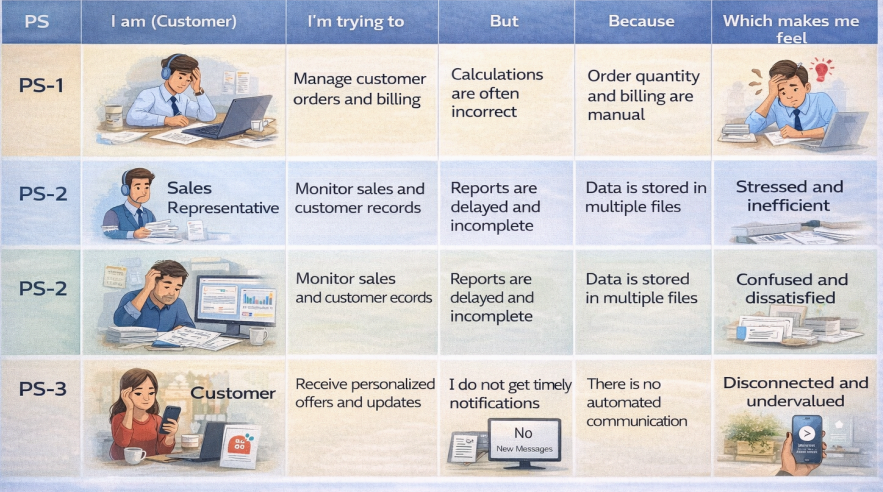 PS
I am (Customer)
I'm trying to
But
Because
Which makes me
feel
PS-1
Manage customer
orders and billing
Calculations
are often
incorrect
Order quantity
and billing are
manual
PS-2
Sales
Representative
Monitor sales and
customer records
Reports are
delayed and
incomplete
Data is stored in
multiple files
Stressed and
inefficient
PS-2
Monitor sales
and customer ecords
Reports are
delayed and
incomplete
Data is stored
in multiple files
Confused and
dissatisfied
PS-3
Customer
Receive personalized
offers and updates
I do not get timely
notifications
No
New Messages
There is no
automated
communication
Disconnected and
undervalued